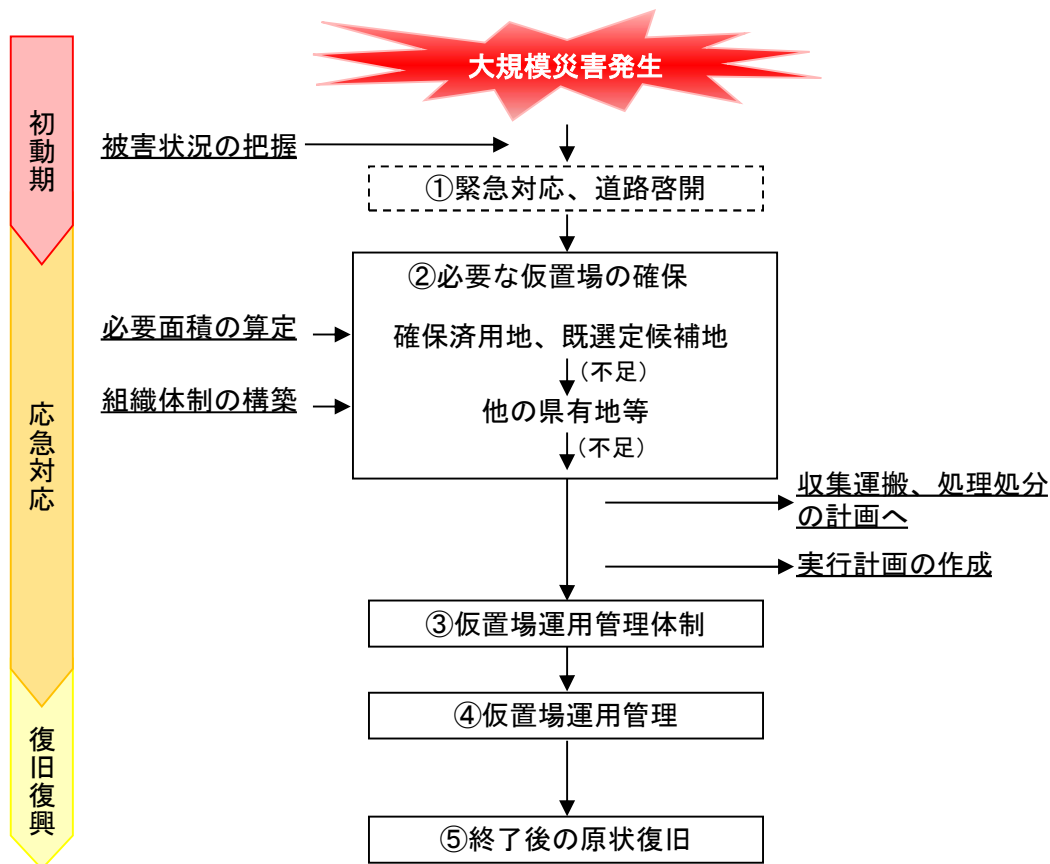 大規模災害発生
初動期
被害状況の把握
①緊急対応、道路啓開
②必要な仮置場の確保
必要面積の算定
確保済用地、既選定候補地
（不足）
組織体制の構築
他の県有地等
（不足）
応急対応
収集運搬、処理処分
の計画へ
実行計画の作成
③仮置場運用管理体制
④仮置場運用管理
復旧復興
⑤終了後の原状復旧